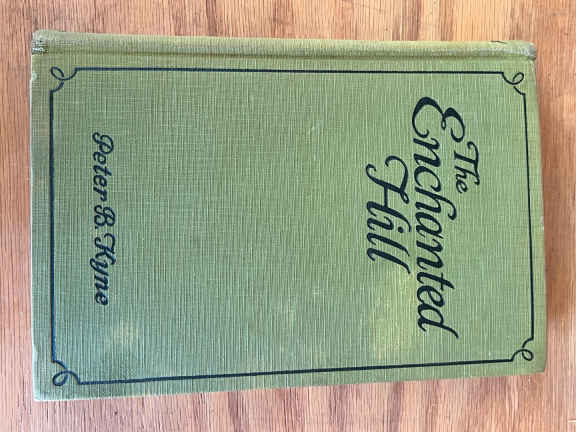 The
Enchanted
Hill
Peter B. Kyne